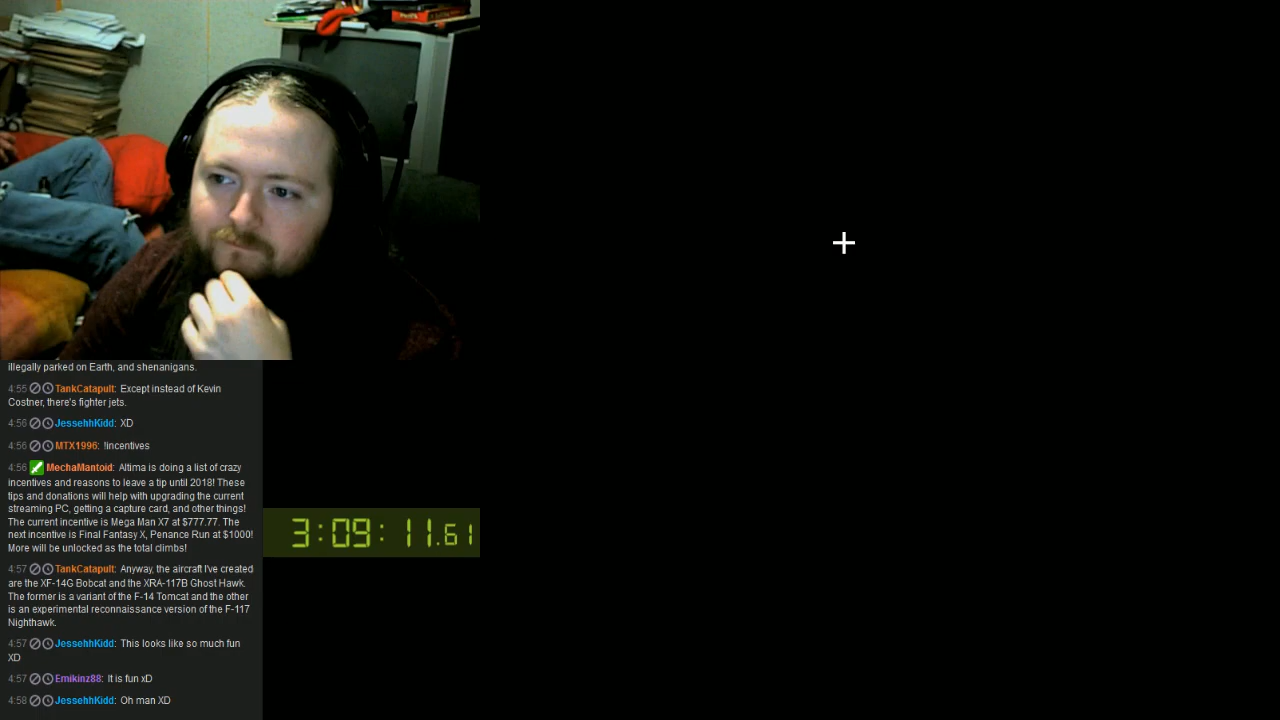 illegally parked on Earth, and shenanigans.
4:55 TankCatapult: Except instead of Kevin
Costner, there's fighter jets.
4:56 JessehhKidd: XD
4:56 MTX1996: !incentives
4:56 MechaMantoid: Altima is doing a list of crazy
incentives and reasons to leave a tip until 2018! These
tips and donations will help with upgrading the current
streaming PC, getting a capture card, and other things!
The current incentive is Mega Man X7 at $777.77. The
next incentive is Final Fantasy X, Penance Run at $1000!
More will be unlocked as the total climbs!
4:57 TankCatapult: Anyway, the aircraft I've created
are the XF-14G Bobcat and the XRA-117B Ghost Hawk.
The former is a variant of the F-14 Tomcat and the other
is an experimental reconnaissance version of the F-117
Nighthawk.
4:57 JessehhKidd: This looks like so much fun
XD
4:57 Emikinz88: It is fun xD
4:58 JessehhKidd: Oh man XD
3:09:11.61